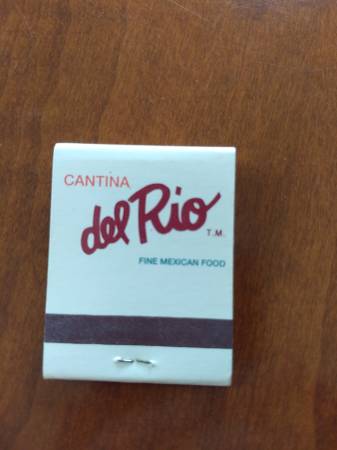 CANTINA
del Rio T.M.
FINE MEXICAN FOOD